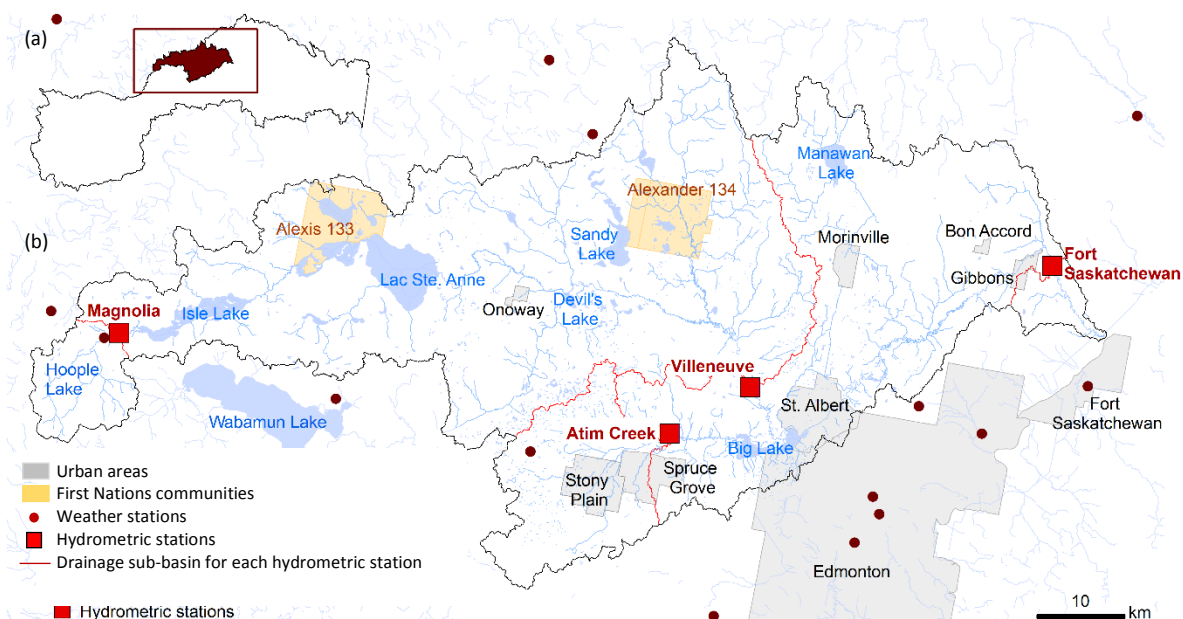 (a)
Manawan
Lake
Alexander 134
Alexis 133
(b)
Sandy
Lake
Morinville
Bon Accord
Fort
Saskatchewan
Gibbons
Lac Ste. Anne
Onoway
Devil's
Lake
Magnolia
Isle Lake
Hoople
Lake
Villeneuve
Wabamun Lake
St. Albert
Fort
Saskatchewan
Atim Creek
Big Lake
Stony
Plain
Spruce
Grove
Edmonton
Urban areas
First Nations communities
Weather stations
Hydrometric stations
Drainage sub-basin for each hydrometric station
Hydrometric stations
10
km